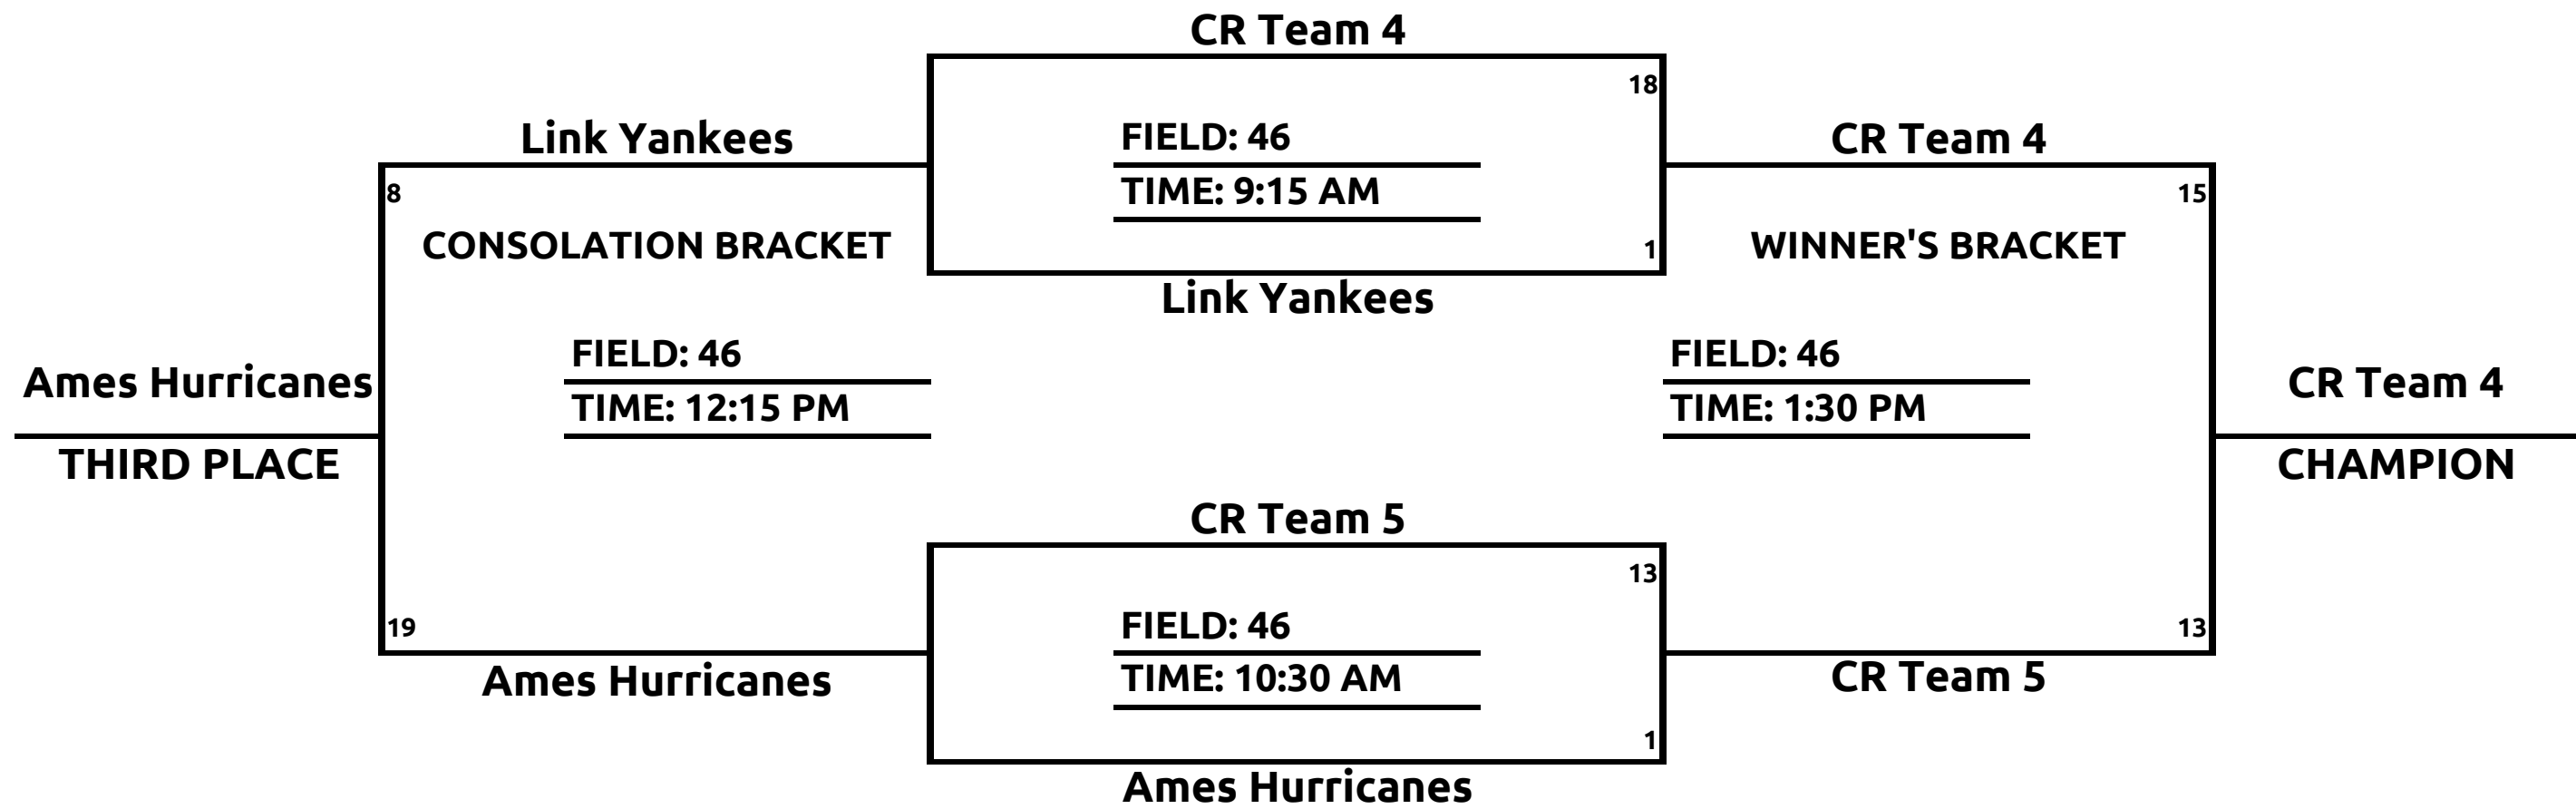 CR Team 4
18
Link Yankees
FIELD: 46
CR Team 4
8
TIME: 9:15 AM
15
CONSOLATION BRACKET
1
WINNER'S BRACKET
Link Yankees
FIELD: 46
FIELD: 46
Ames Hurricanes
CR Team 4
TIME: 12:15 PM
TIME: 1:30 PM
THIRD PLACE
CHAMPION
CR Team 5
13
19
FIELD: 46
13
Ames Hurricanes
TIME: 10:30 AM
CR Team 5
1
Ames Hurricanes